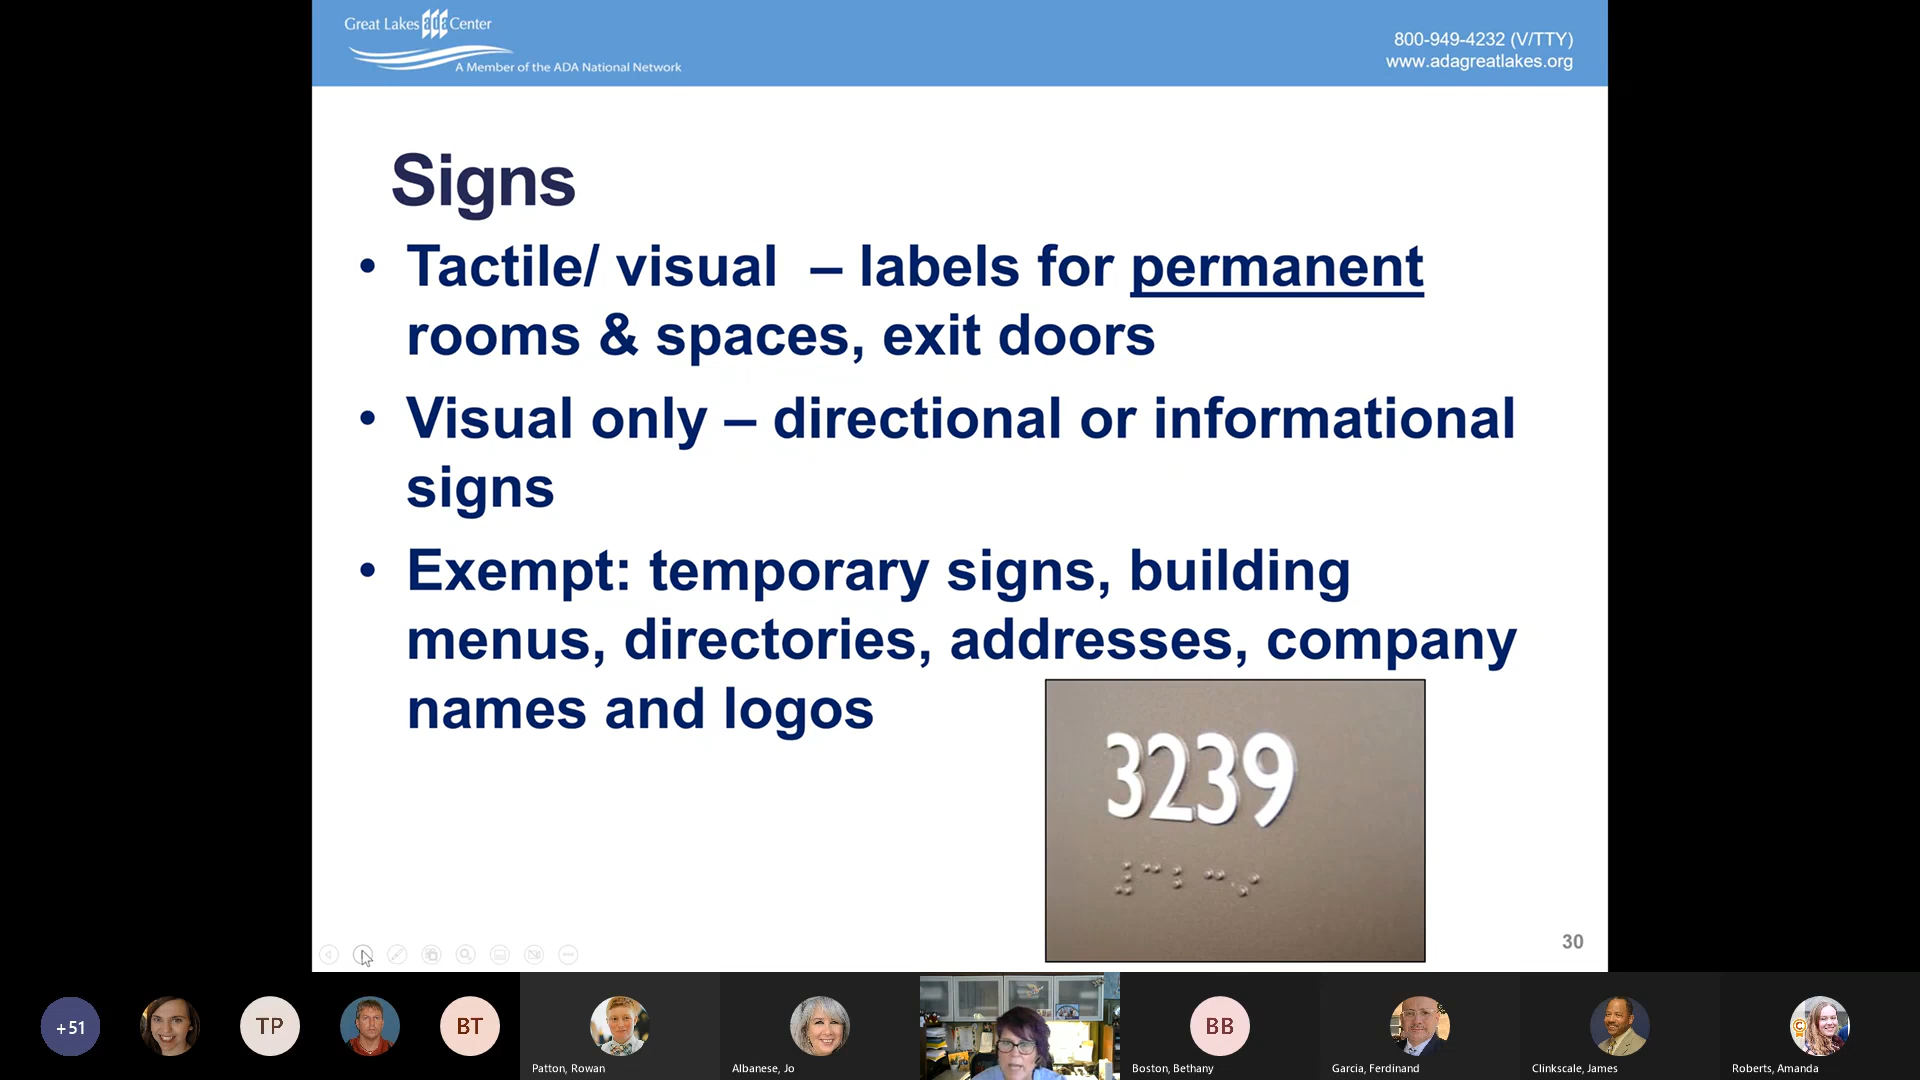 Great Lakes ada Center
A Member of the ADA National Network
800-949-4232 (V/TTY)
www.adagreatlakes.org
Signs
• Tactile/ visual – labels for permanent
rooms & spaces, exit doors
• Visual only – directional or informational
signs
• Exempt: temporary signs, building
menus, directories, addresses, company
names and logos
3239
30
+51
TP
BT
BB
Patton, Rowan
Albanese, Jo
Boston, Bethany
Garcia, Ferdinand
Clinkscale, James
Roberts, Amanda